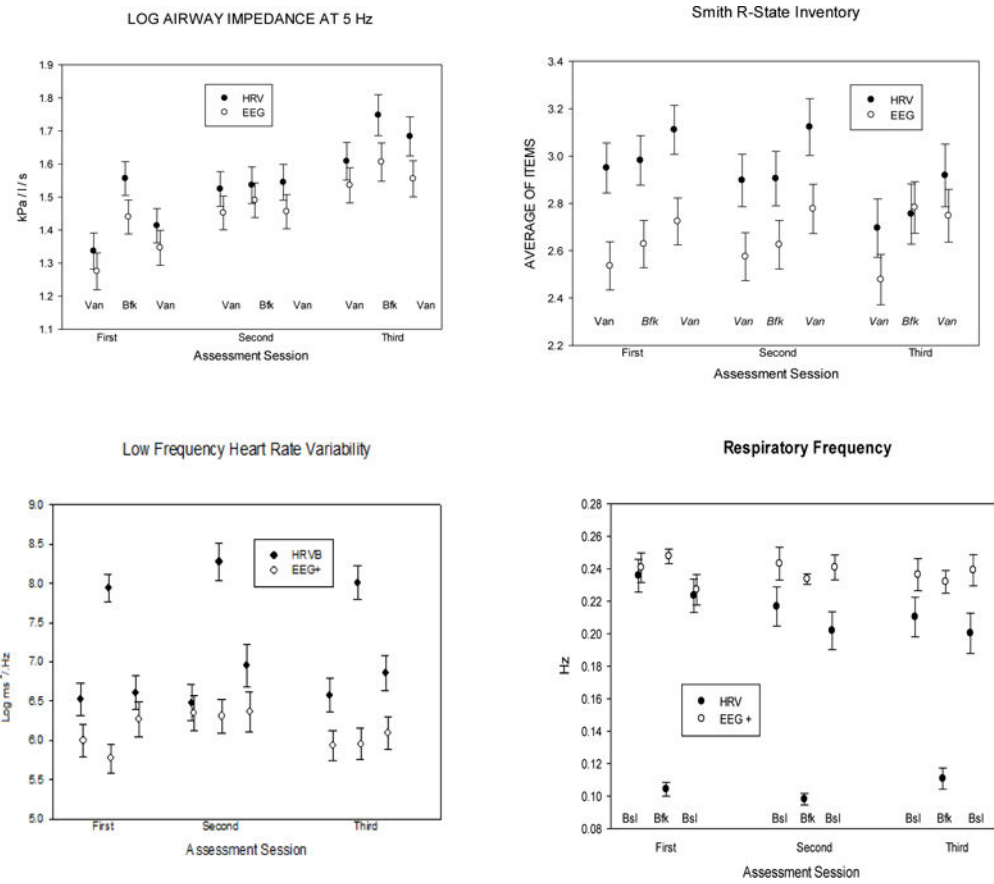 LOG AIRWAY IMPEDANCE AT 5 Hz
1.9
1.8
1.7
1.6
1.5
1.4
1.3
1.2
1.1
kPa / l / s
HRV
EEG
Van Bfk Van Van Bfk Van Van Bfk Van
First Second Third
Assessment Session
Smith R-State Inventory
3.4
3.2
3.0
2.8
2.6
2.4
2.2
AVERAGE OF ITEMS
HRV
EEG
Van Bfk Van Van Bfk Van Van Bfk Van
First Second Third
Assessment Session
Low Frequency Heart Rate Variability
9.0
8.5
8.0
7.5
7.0
6.5
6.0
5.5
5.0
Log ms ²/.Hz
HRVB
EEG+
First Second Third
Assessment Session
Respiratory Frequency
0.28
0.26
0.24
0.22
0.20
0.18
0.16
0.14
0.12
0.10
0.08
Hz
HRV
EEG +
Bsl Bfk Bsl Bsl Bfk Bsl Bsl Bfk Bsl
First Second Third
Assessment Session